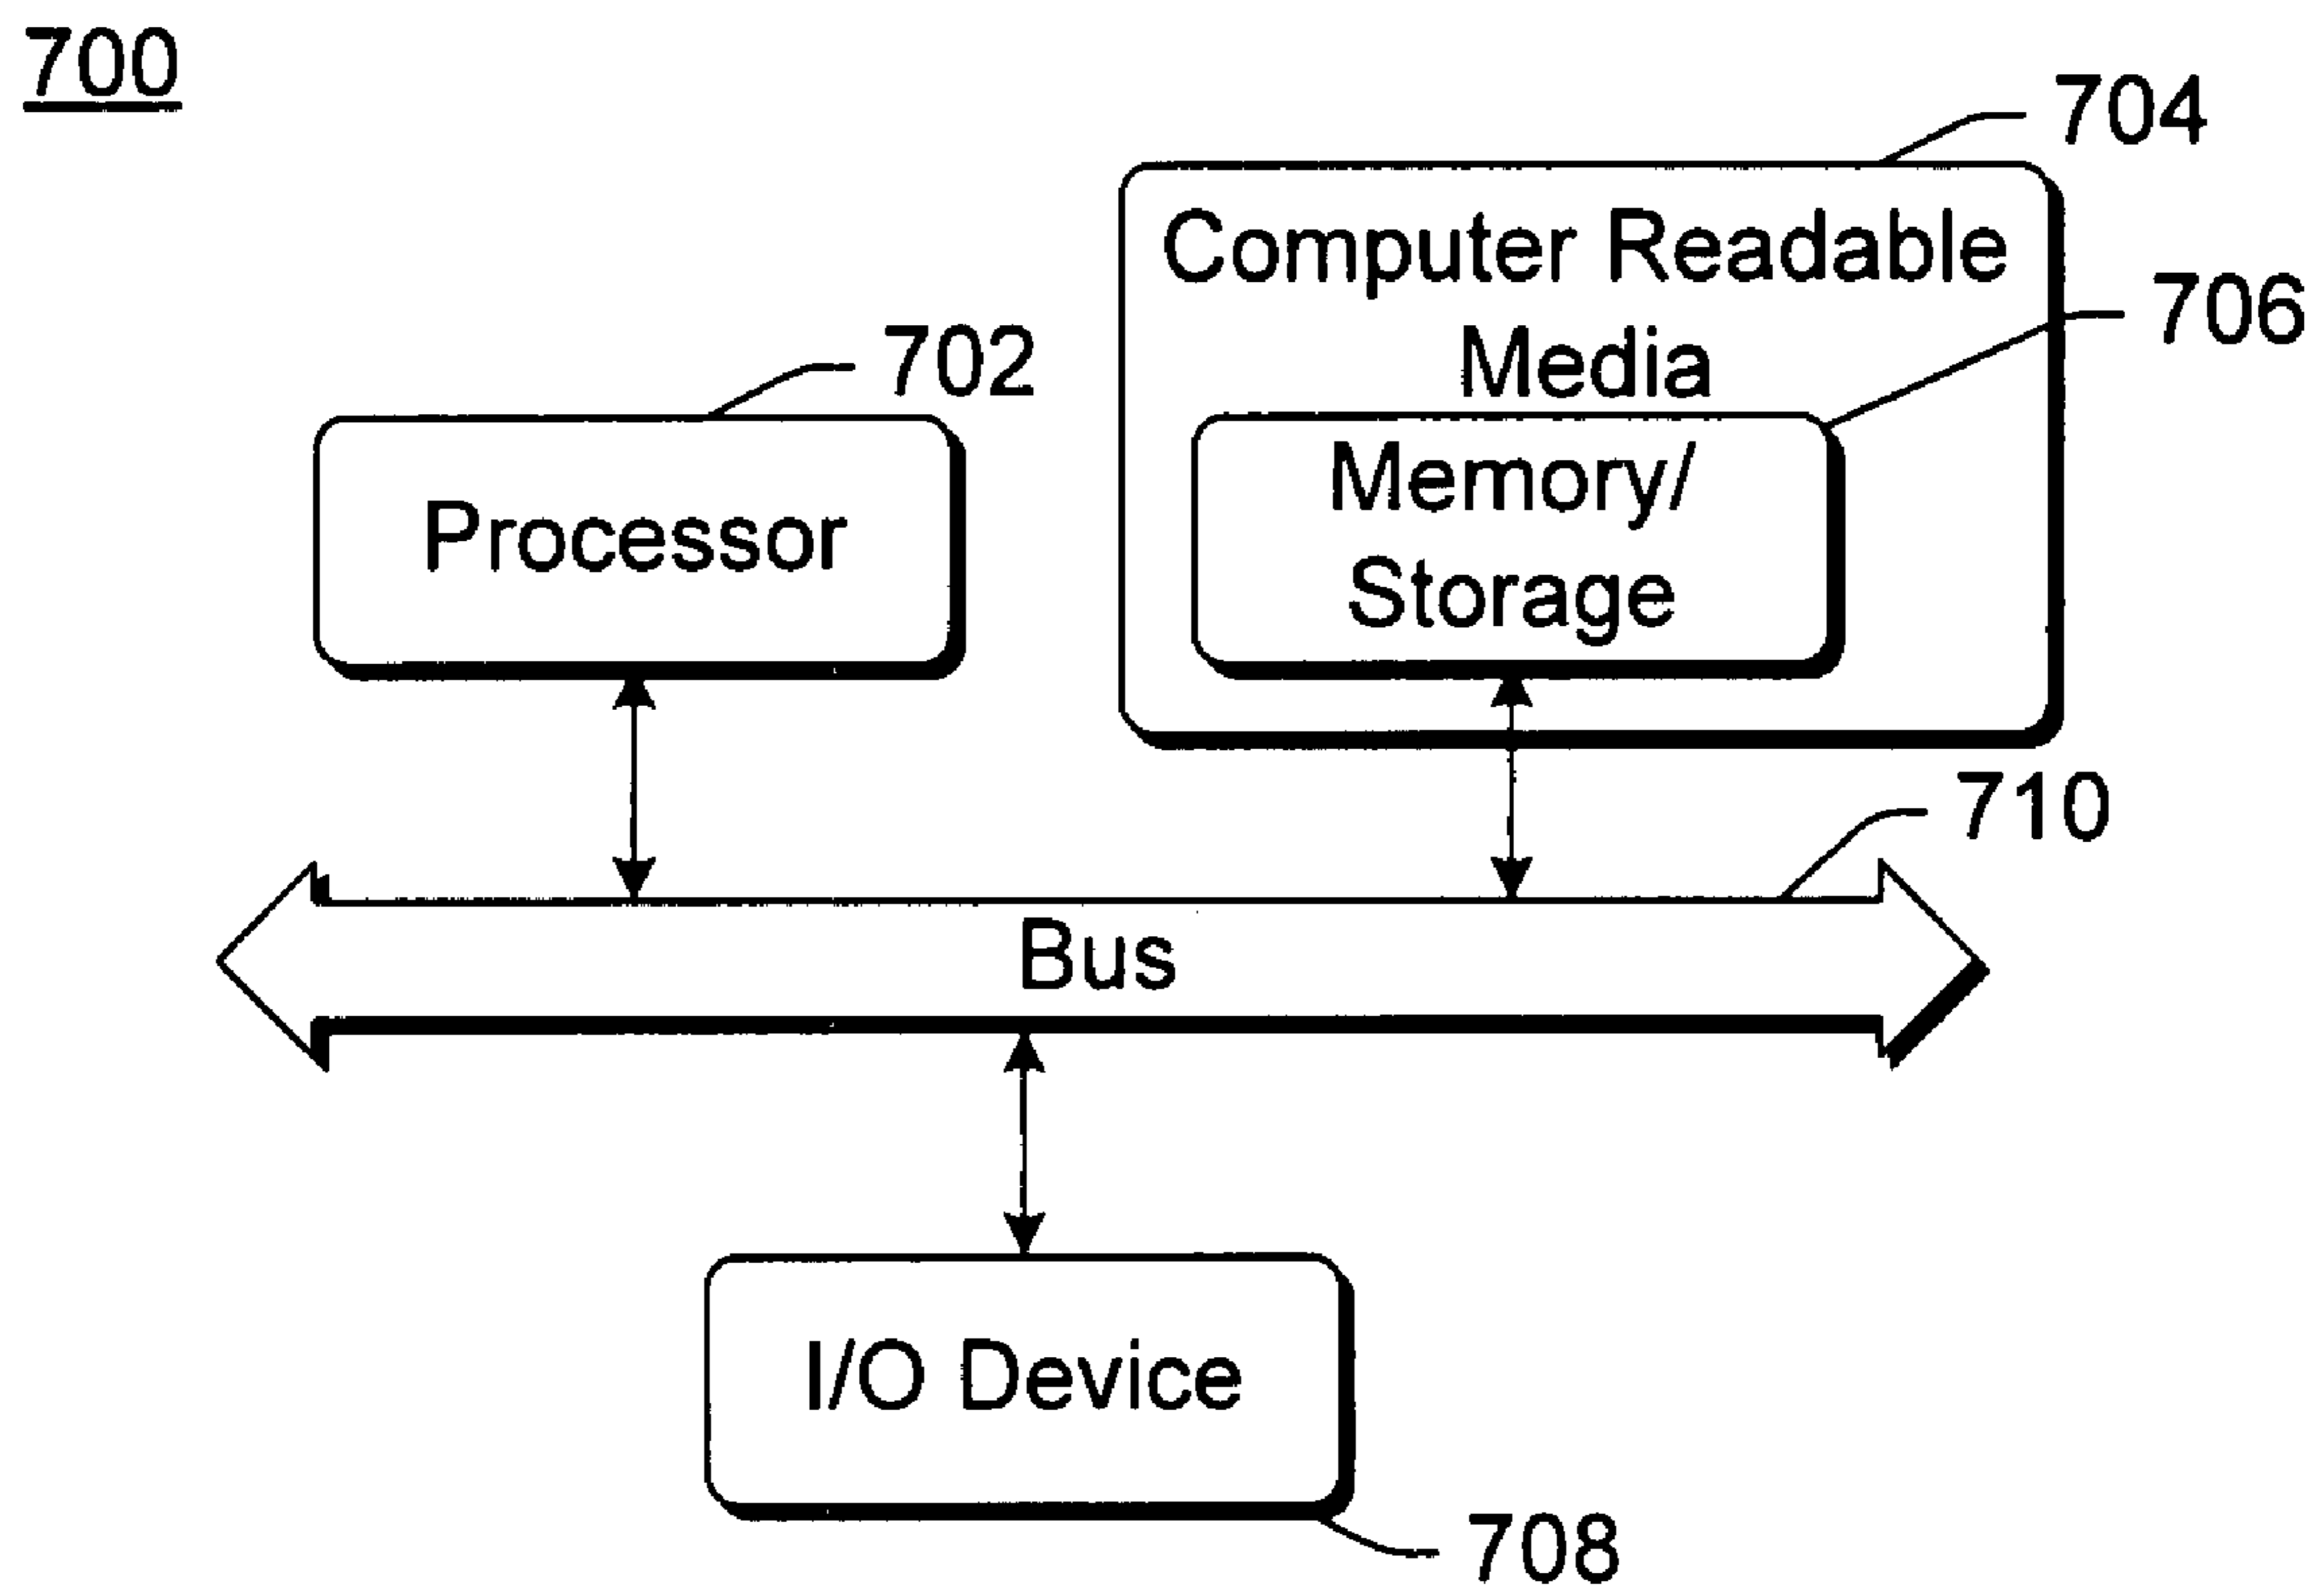 700
704
Computer Readable
706
Media
702
Memory/
Processor
Storage
710
Bus
I/O Device
708